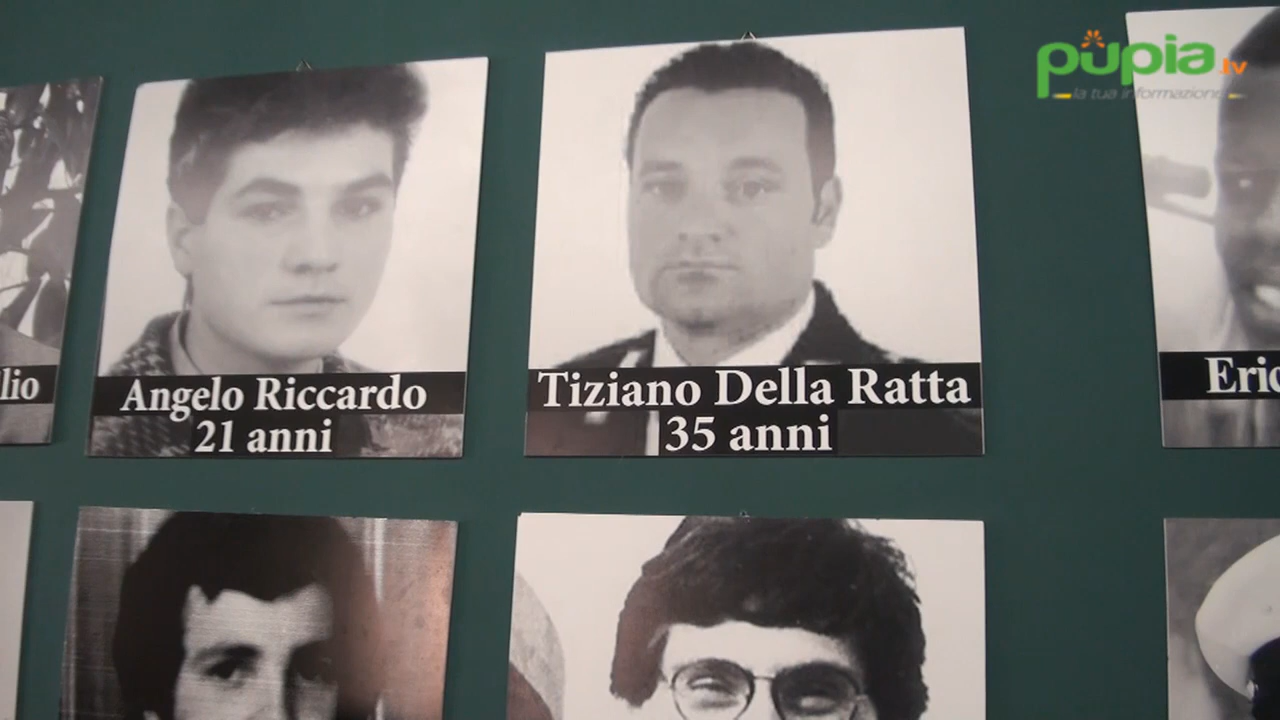 pupia.tv
la tua informazione
lio
Angelo Riccardo
21 anni
Tiziano Della Ratta
35 anni
Eric